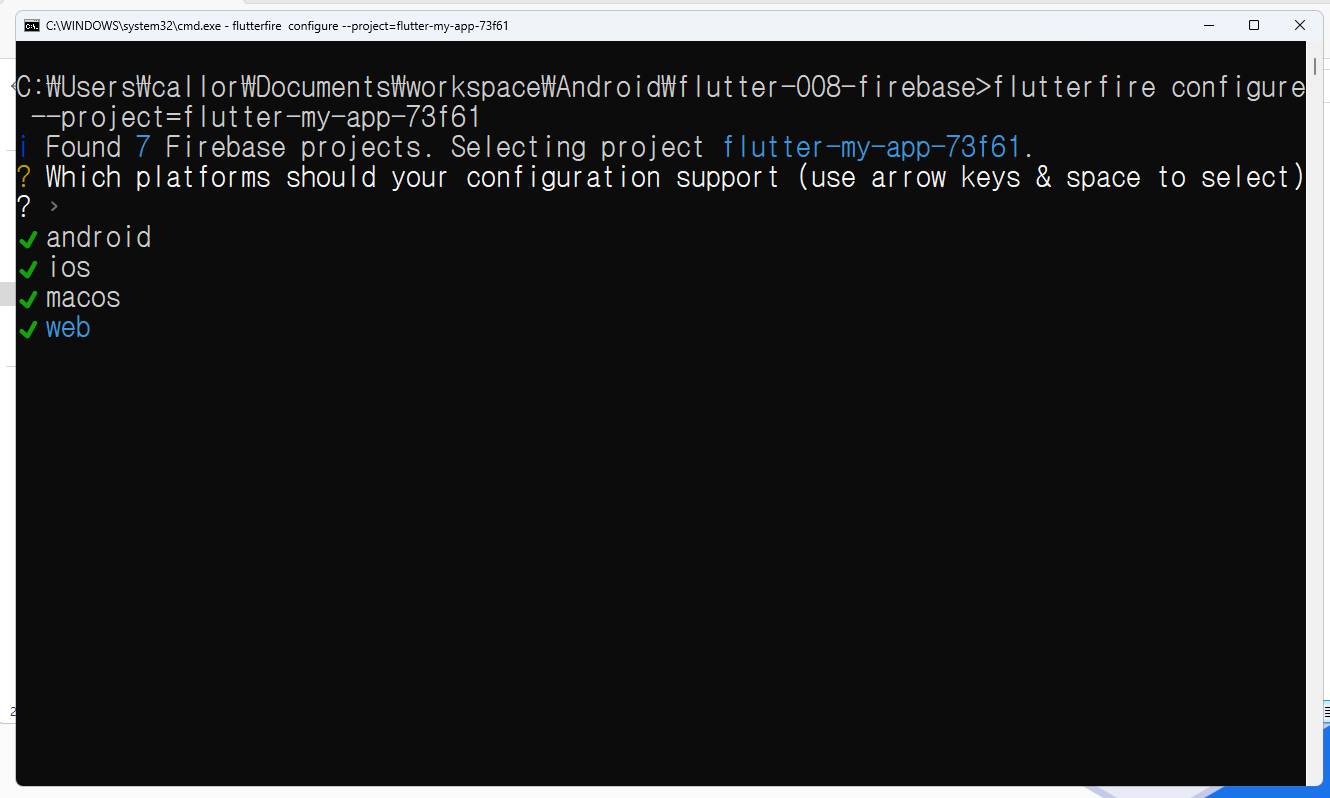 C:\WINDOWS\system32\cmd.exe - flutterfire  configure --project=flutter-my-app-73f61
C:₩Users₩callor₩Documents₩workspace₩Android₩flutter-008-firebase>flutterfire configure
--project=flutter-my-app-73f61
i Found 7 Firebase projects. Selecting project flutter-my-app-73f61.
? Which platforms should your configuration support (use arrow keys & space to select)
? ›
✔ android
✔ ios
✔ macos
✔ web
2